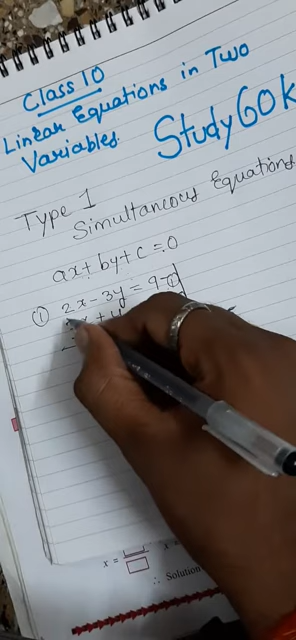 Class 10
Linear Equations in Two
Variables.
StudyGOK
Type 1
Simultaneous Equations
ax + by + c = 0
① 2x - 3y = 9 - ①
x =
∴ Solution